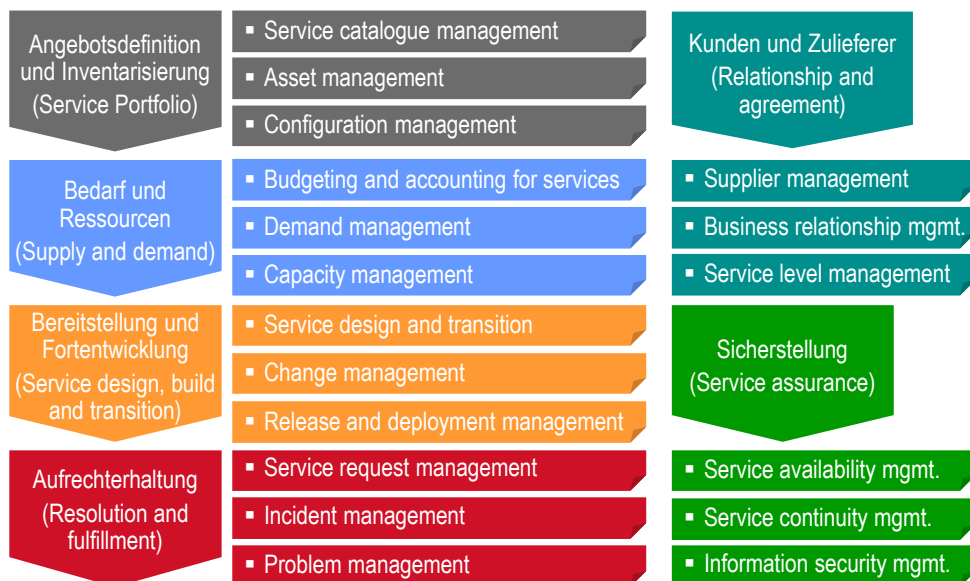 Angebotsdefinition
und Inventarisierung
(Service Portfolio)
▪ Service catalogue management
▪ Asset management
▪ Configuration management
Bedarf und
Ressourcen
(Supply and demand)
▪ Budgeting and accounting for services
▪ Demand management
▪ Capacity management
Bereitstellung und
Fortentwicklung
(Service design, build
and transition)
▪ Service design and transition
▪ Change management
▪ Release and deployment management
Aufrechterhaltung
(Resolution and
fulfillment)
▪ Service request management
▪ Incident management
▪ Problem management
Kunden und Zulieferer
(Relationship and
agreement)
▪ Supplier management
▪ Business relationship mgmt.
▪ Service level management
Sicherstellung
(Service assurance)
▪ Service availability mgmt.
▪ Service continuity mgmt.
▪ Information security mgmt.